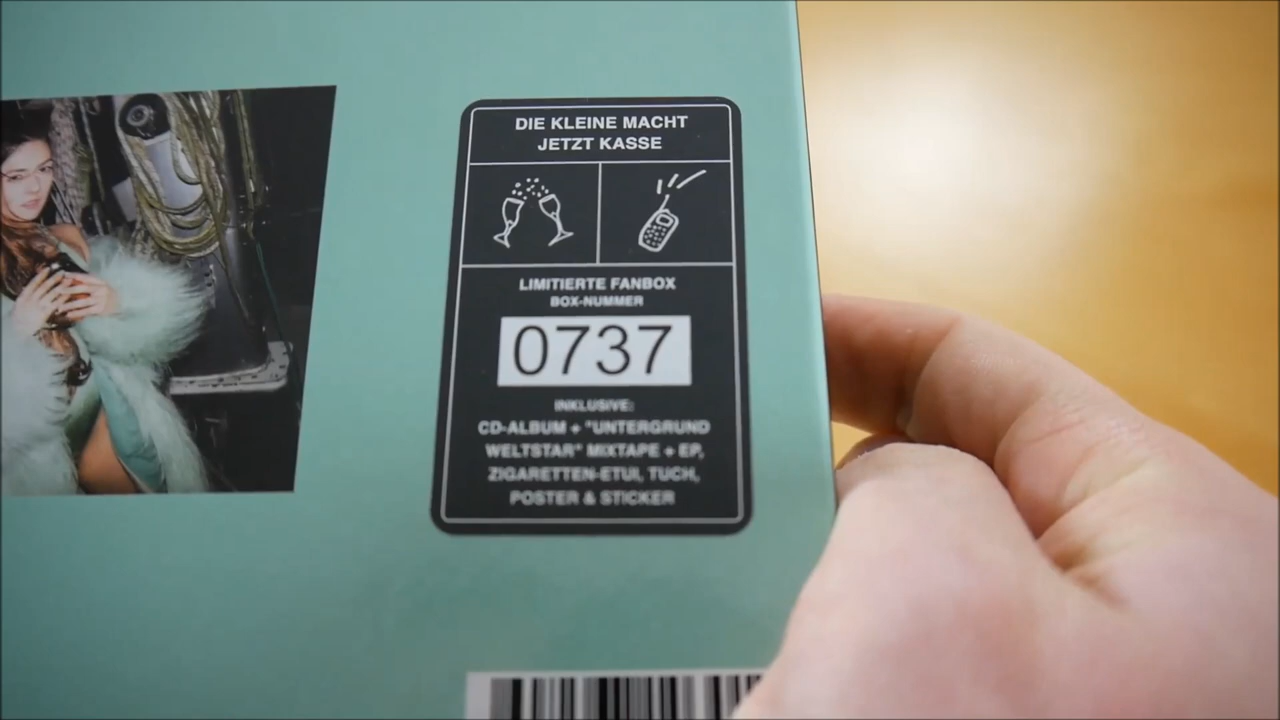 DIE KLEINE MACHT
JETZT KASSE
LIMITIERTE FANBOX
BOX-NUMMER
0737
INKLUSIVE:
CD-ALBUM + "UNTERGRUND
WELTSTAR" MIXTAPE + EP,
ZIGARETTEN-ETUI, TUCH,
POSTER & STICKER